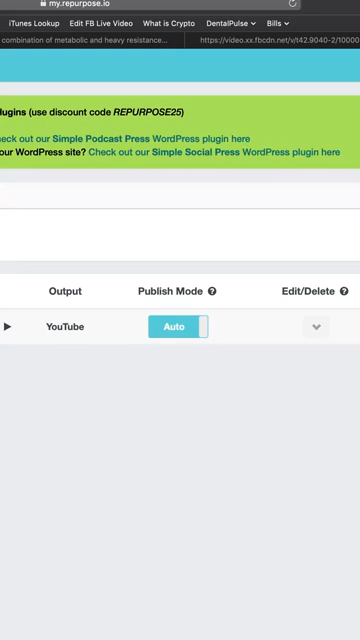 my.repurpose.io
iTunes Lookup Edit FB Live Video What is Crypto DentalPulse Bills
combination of metabolic and heavy resistance... https://video.xx.fbcdn.net/v/t42.9040-2/10000
lugins (use discount code REPURPOSE25)
heck out our Simple Podcast Press WordPress plugin here
our WordPress site? Check out our Simple Social Press WordPress plugin here
Output Publish Mode ? Edit/Delete ?
YouTube Auto